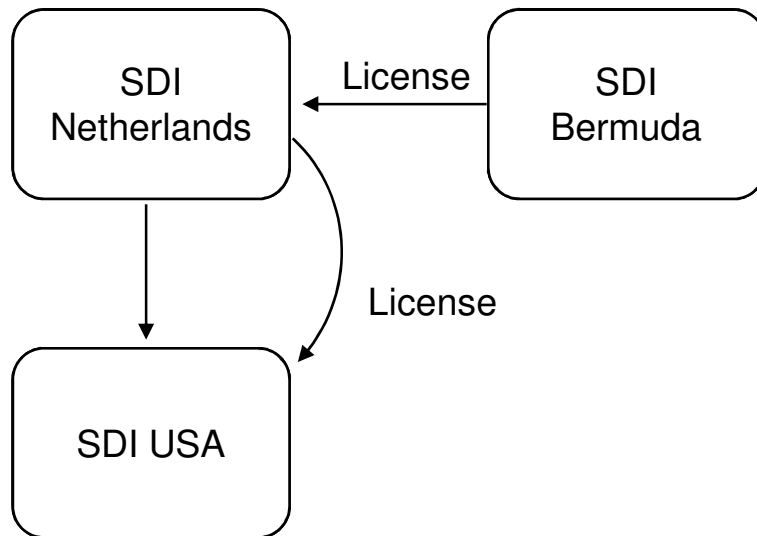 SDI
Netherlands
License
SDI
Bermuda
License
SDI USA